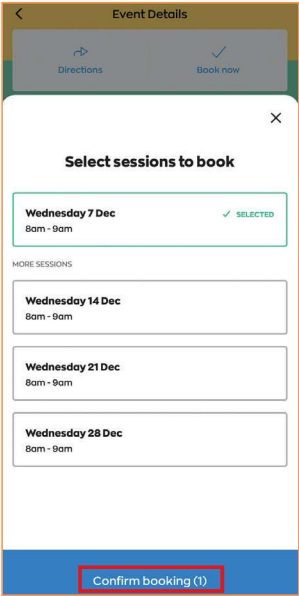 Event Details
Directions
Book now
Select sessions to book
Wednesday 7 Dec
SELECTED
8am - 9am
MORE SESSIONS
Wednesday 14 Dec
8am - 9am
Wednesday 21 Dec
8am - 9am
Wednesday 28 Dec
8am - 9am
Confirm booking (1)